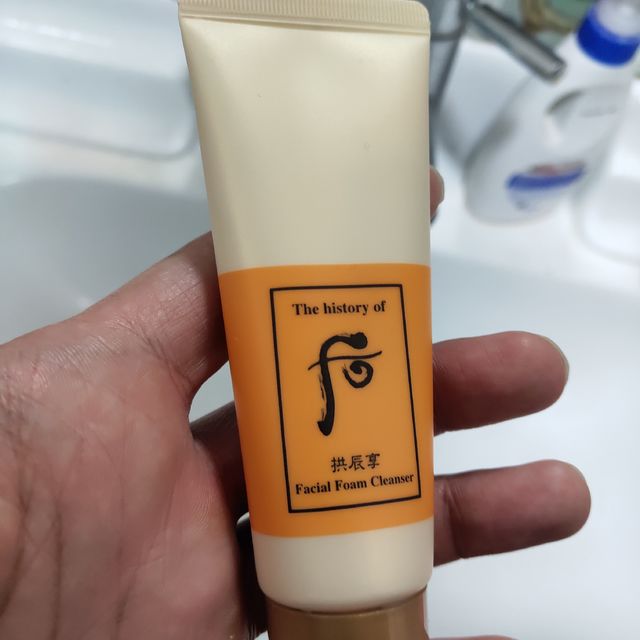 The history of
后
拱辰享
Facial Foam Cleanser